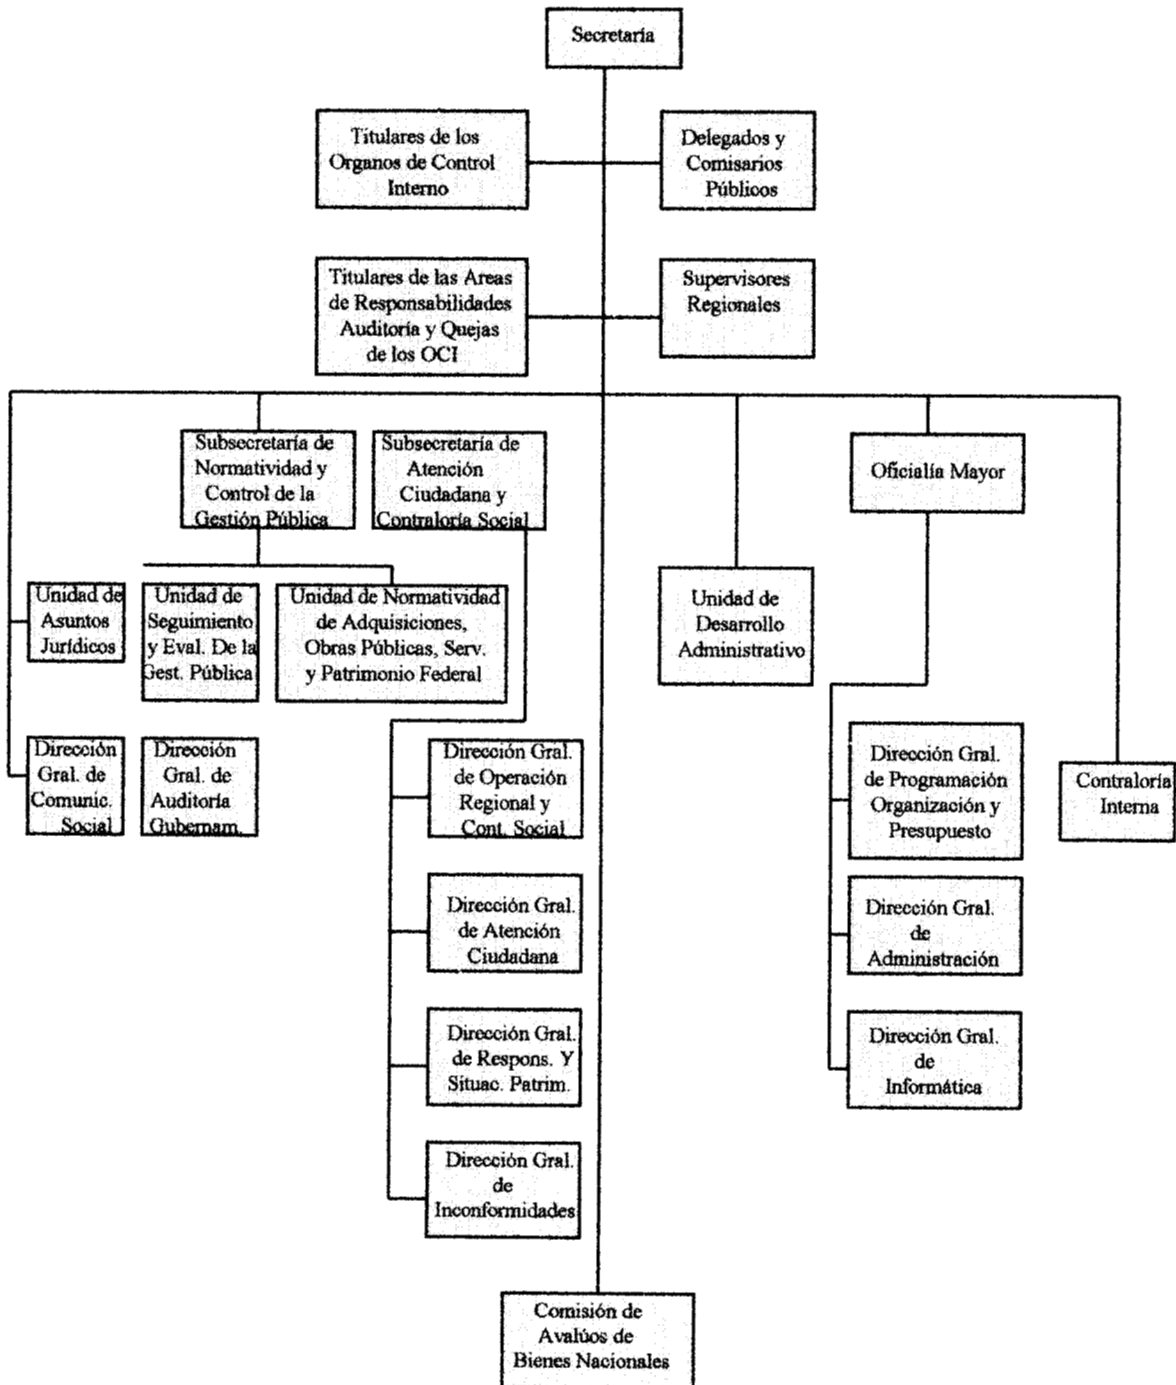 Secretaría
Titulares de los
Organos de Control
Interno
Delegados y
Comisarios
Públicos
Titulares de las Areas
de Responsabilidades
Auditoría y Quejas
de los OCI
Supervisores
Regionales
Subsecretaría de
Normatividad y
Control de la
Gestión Pública
Subsecretaría de
Atención
Ciudadana y
Contraloría Social
Oficialía Mayor
Unidad de
Asuntos
Jurídicos
Unidad de
Seguimiento
y Eval. De la
Gest. Pública
Unidad de Normatividad
de Adquisiciones,
Obras Públicas, Serv.
y Patrimonio Federal
Unidad de
Desarrollo
Administrativo
Dirección
Gral. de
Comunic.
Social
Dirección
Gral. de
Auditoría
Gubernam.
Dirección Gral.
de Operación
Regional y
Cont. Social
Dirección Gral.
de Programación
Organización y
Presupuesto
Contraloría
Interna
Dirección Gral.
de Atención
Ciudadana
Dirección Gral.
de
Administración
Dirección Gral.
de Respons. Y
Situac. Patrim.
Dirección Gral.
de
Informática
Dirección Gral.
de
Inconformidades
Comisión de
Avalúos de
Bienes Nacionales